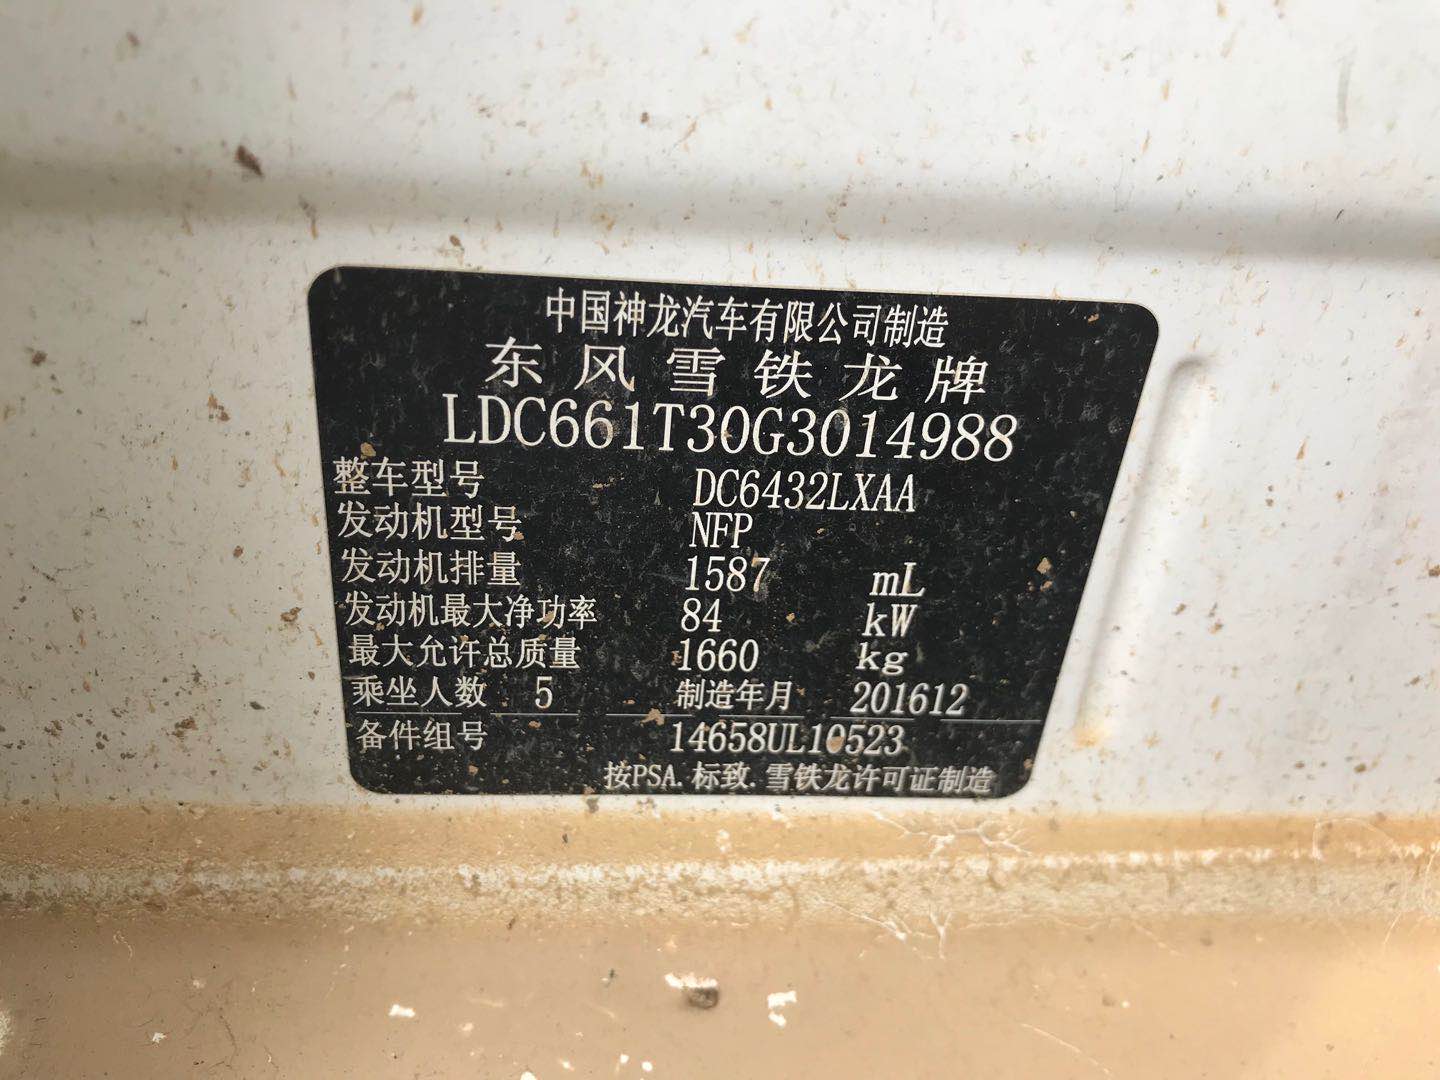 中国神龙汽车有限公司制造
东风雪铁龙牌
LDC661T30G3014988
整车型号 DC6432LXAA
发动机型号 NFP
发动机排量 1587 mL
发动机最大净功率 84 kW
最大允许总质量 1660 kg
乘坐人数 5 制造年月 201612
备件组号 14658UL10523
按PSA.标致.雪铁龙许可证制造